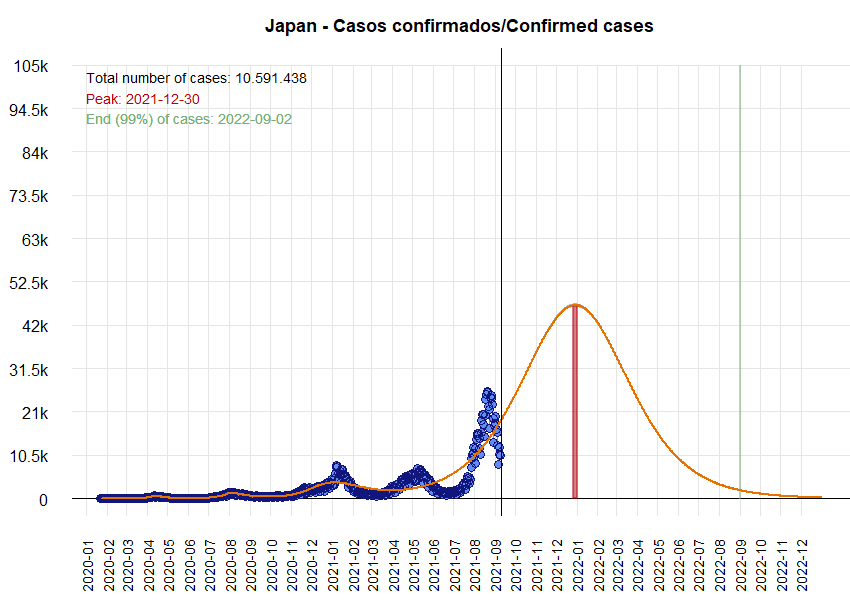 Japan - Casos confirmados/Confirmed cases
105k
Total number of cases: 10.591.438
Peak: 2021-12-30
94.5k
End (99%) of cases: 2022-09-02
84k
73.5k
63k
52.5k
42k
31.5k
21k
10.5k
0
2020-01
2020-02
2020-03
2020-04
2020-05
2020-06
2020-07
2020-08
2020-09
2020-10
2020-11
2020-12
2021-01
2021-02
2021-03
2021-04
2021-05
2021-06
2021-07
2021-08
2021-09
2021-10
2021-11
2021-12
2022-01
2022-02
2022-03
2022-04
2022-05
2022-06
2022-07
2022-08
2022-09
2022-10
2022-11
2022-12